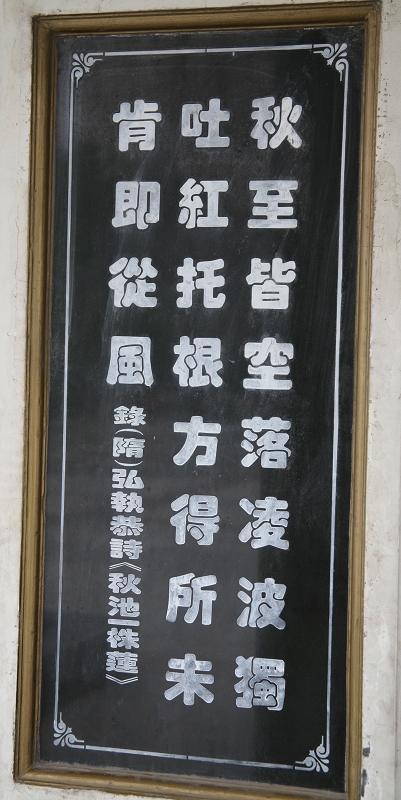 秋至皆空落凌波獨
吐紅托根方得所未
肯即從風
錄(隋)弘執恭詩《秋池一株蓮》